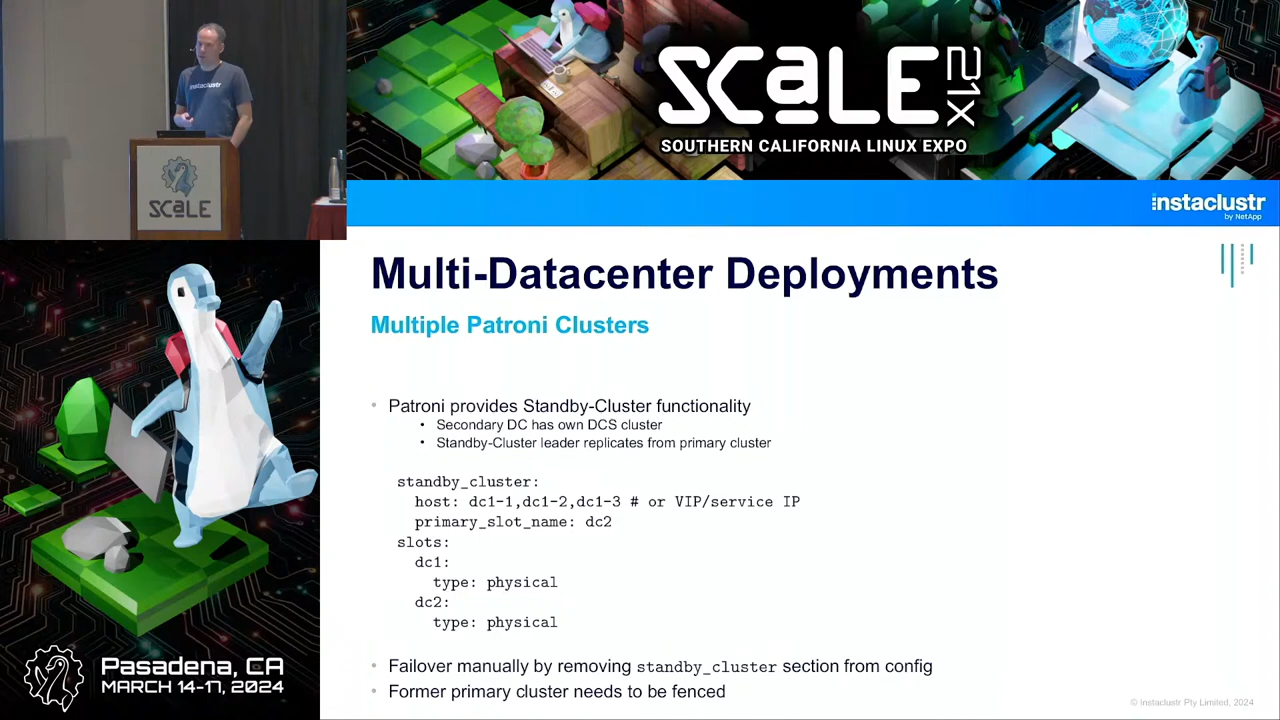 instaclustr
SCALE
SCaLE 21X
SOUTHERN CALIFORNIA LINUX EXPO
instaclustr
by NetApp
Multi-Datacenter Deployments
Multiple Patroni Clusters
• Patroni provides Standby-Cluster functionality
• Secondary DC has own DCS cluster
• Standby-Cluster leader replicates from primary cluster
standby_cluster:
host: dc1-1,dc1-2,dc1-3 # or VIP/service IP
primary_slot_name: dc2
slots:
dc1:
type: physical
dc2:
type: physical
• Failover manually by removing standby_cluster section from config
• Former primary cluster needs to be fenced
© Instaclustr Pty Limited, 2024
Pasadena, CA
MARCH 14-17, 2024